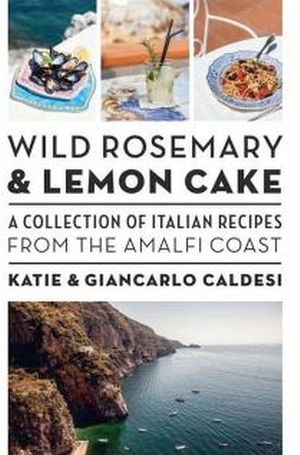 WILD ROSEMARY
& LEMON CAKE
A COLLECTION OF ITALIAN RECIPES
FROM THE AMALFI COAST
KATIE & GIANCARLO CALDESI